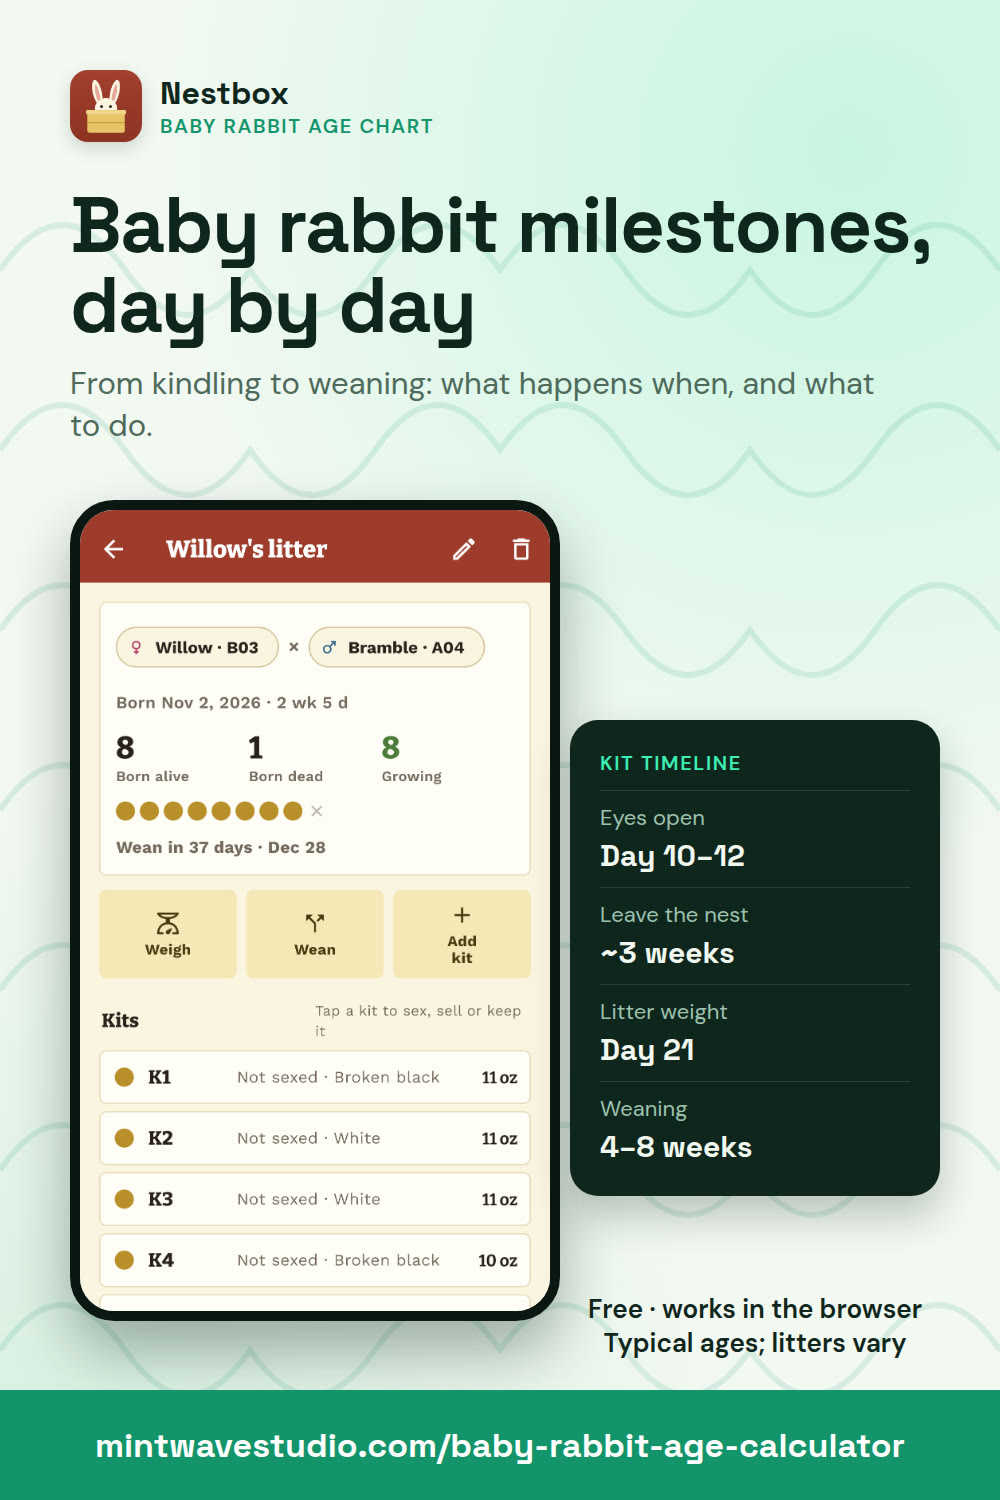 Nestbox
BABY RABBIT AGE CHART
Baby rabbit milestones,
day by day
From kindling to weaning: what happens when, and what
to do.
Willow's litter
♀ Willow · B03 × ♂ Bramble · A04
Born Nov 2, 2026 · 2 wk 5 d
8 1 8
Born alive Born dead Growing
Wean in 37 days · Dec 28
Weigh Wean Add
kit
Kits Tap a kit to sex, sell or keep
it
K1 Not sexed · Broken black 11 oz
K2 Not sexed · White 11 oz
K3 Not sexed · White 11 oz
K4 Not sexed · Broken black 10 oz
KIT TIMELINE
Eyes open
Day 10–12
Leave the nest
~3 weeks
Litter weight
Day 21
Weaning
4–8 weeks
Free · works in the browser
Typical ages; litters vary
mintwavestudio.com/baby-rabbit-age-calculator